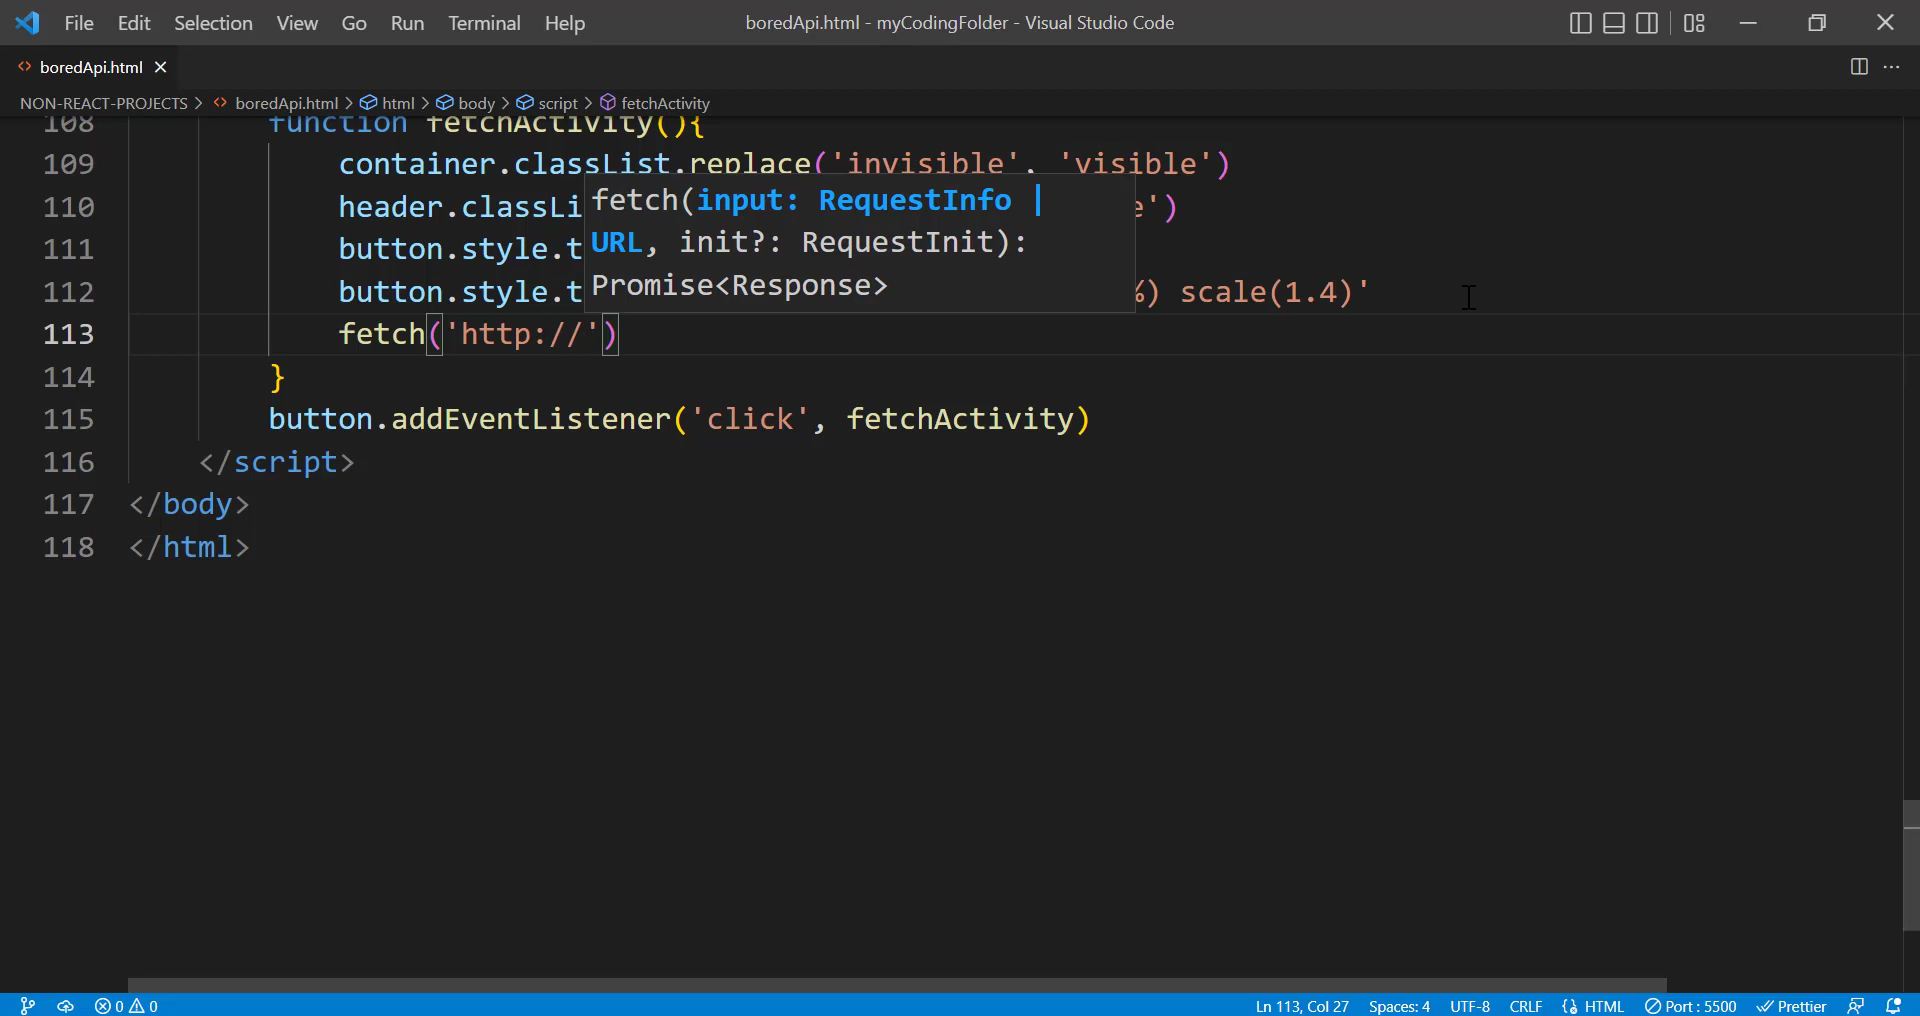 File Edit Selection View Go Run Terminal Help boredApi.html - myCodingFolder - Visual Studio Code
boredApi.html
NON-REACT-PROJECTS > boredApi.html > html > body > script > fetchActivity
108 function fetchActivity(){
109 container.classList.replace('invisible', 'visible')
110 header.classLi e')
111 button.style.t
112 button.style.t %) scale(1.4)'
fetch(input: RequestInfo |
URL, init?: RequestInit):
Promise<Response>
113 fetch('http://')
114 }
115 button.addEventListener('click', fetchActivity)
116 </script>
117 </body>
118 </html>
0 0 Ln 113, Col 27 Spaces: 4 UTF-8 CRLF {} HTML Port : 5500 Prettier